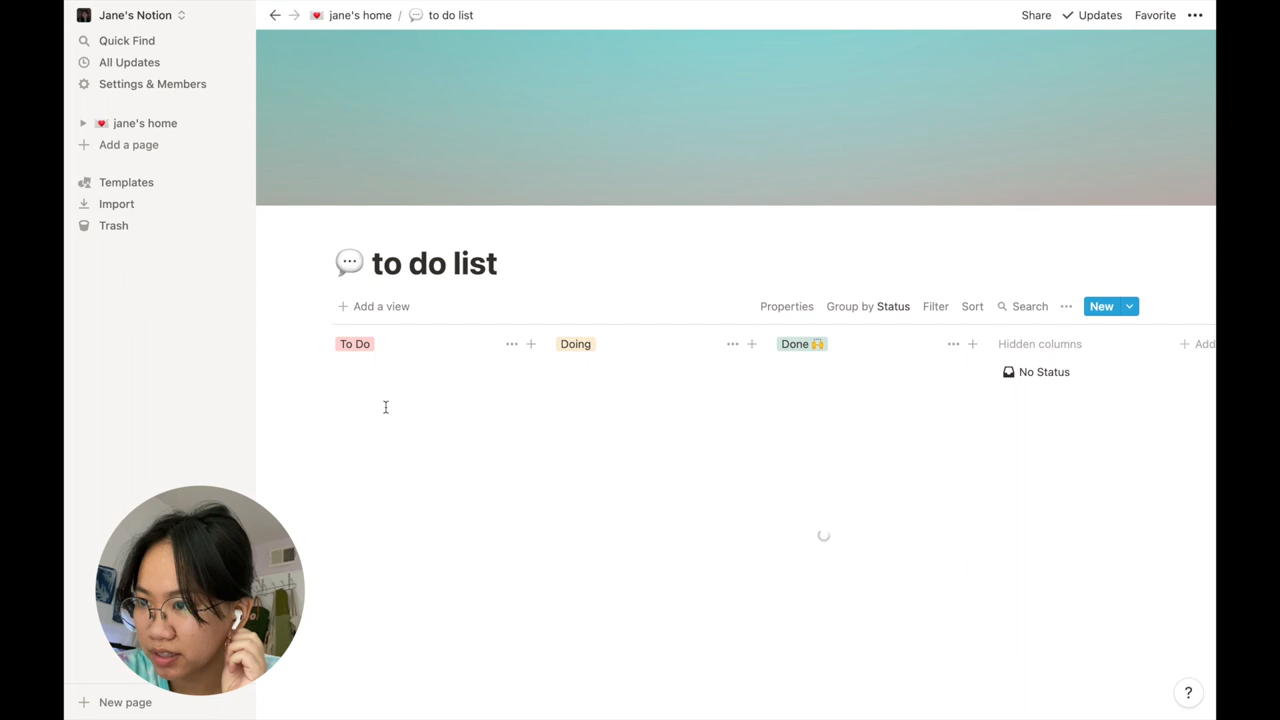 Jane's Notion
jane's home / to do list
Share
Updates
Favorite
Quick Find
All Updates
Settings & Members
jane's home
Add a page
Templates
Import
Trash
to do list
Add a view
Properties
Group by Status
Filter
Sort
Search
New
To Do
Doing
Done 🙌
Hidden columns
Add
No Status
New page
?